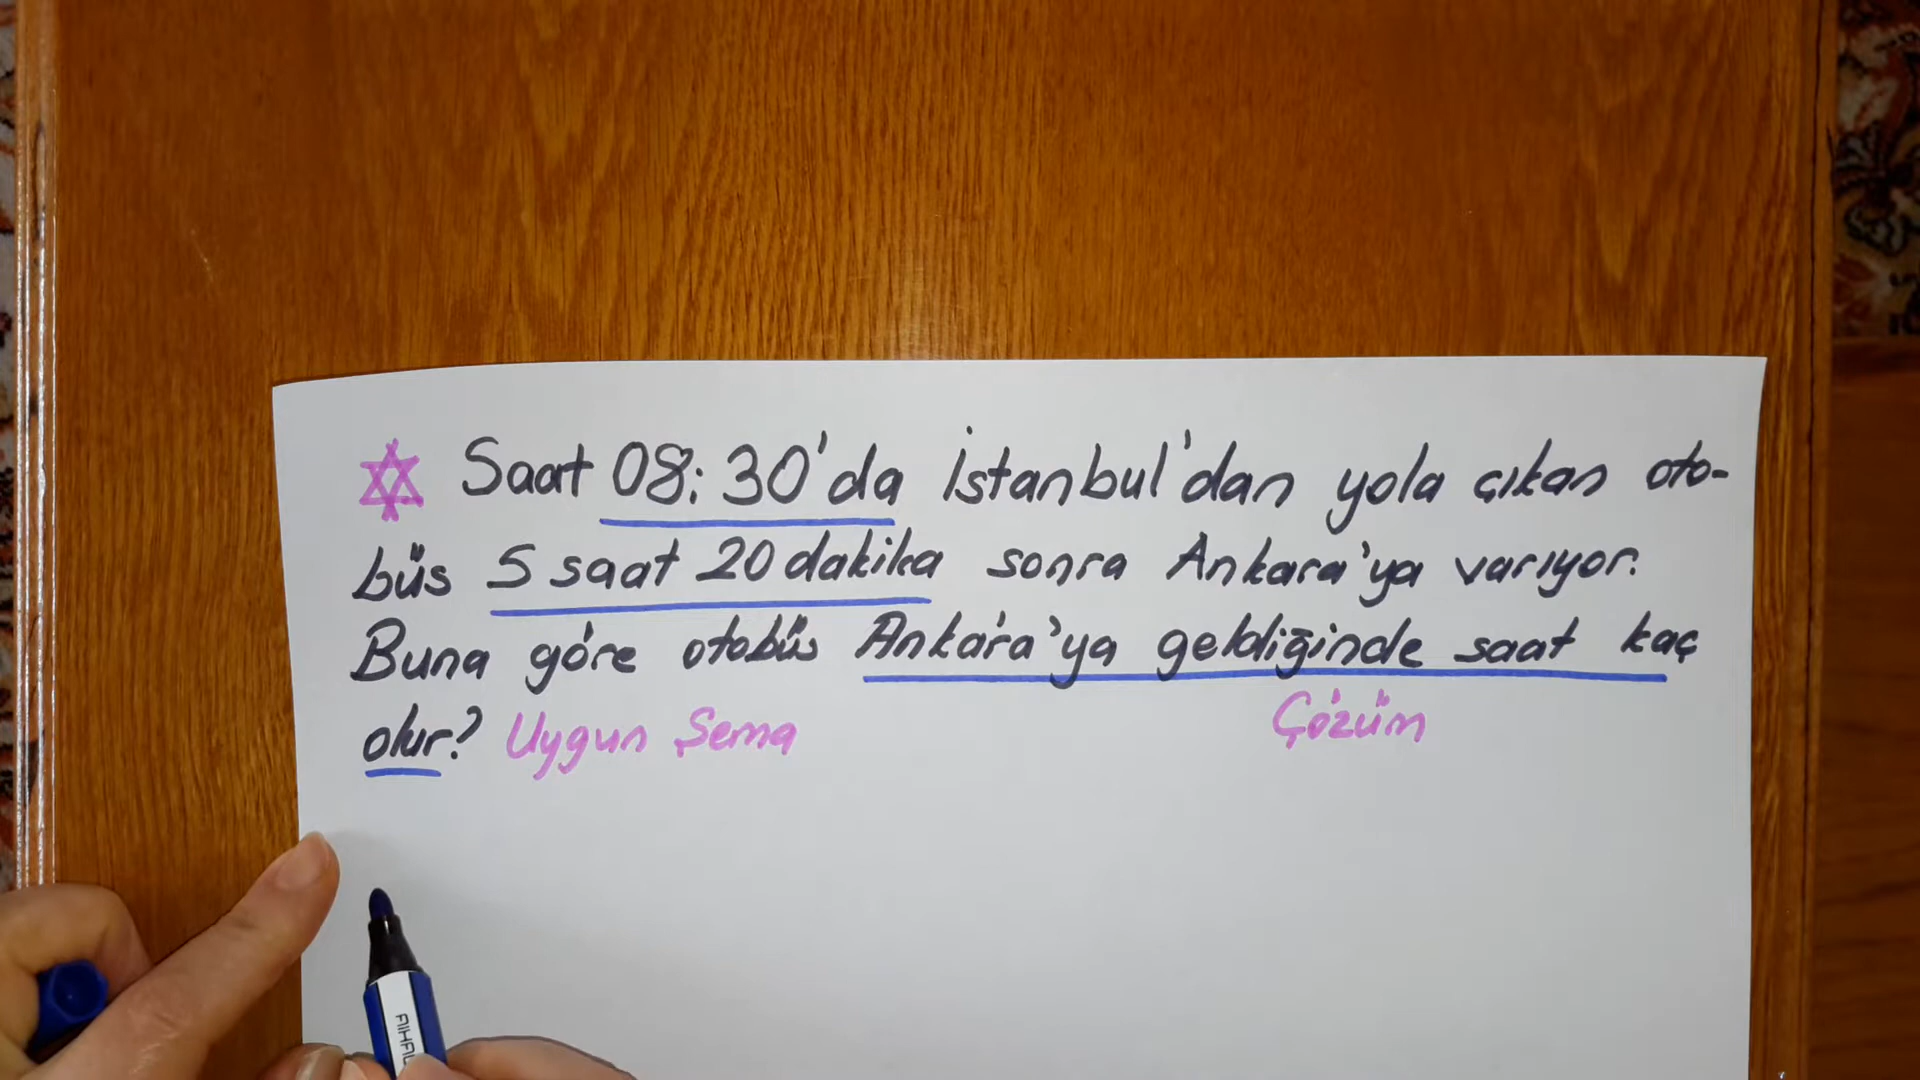 Saat 08:30'da İstanbul'dan yola çıkan oto-
büs 5 saat 20 dakika sonra Ankara'ya varıyor.
Buna göre otobüs Ankara'ya geldiğinde saat kaç
olur? Uygun Şema Çözüm